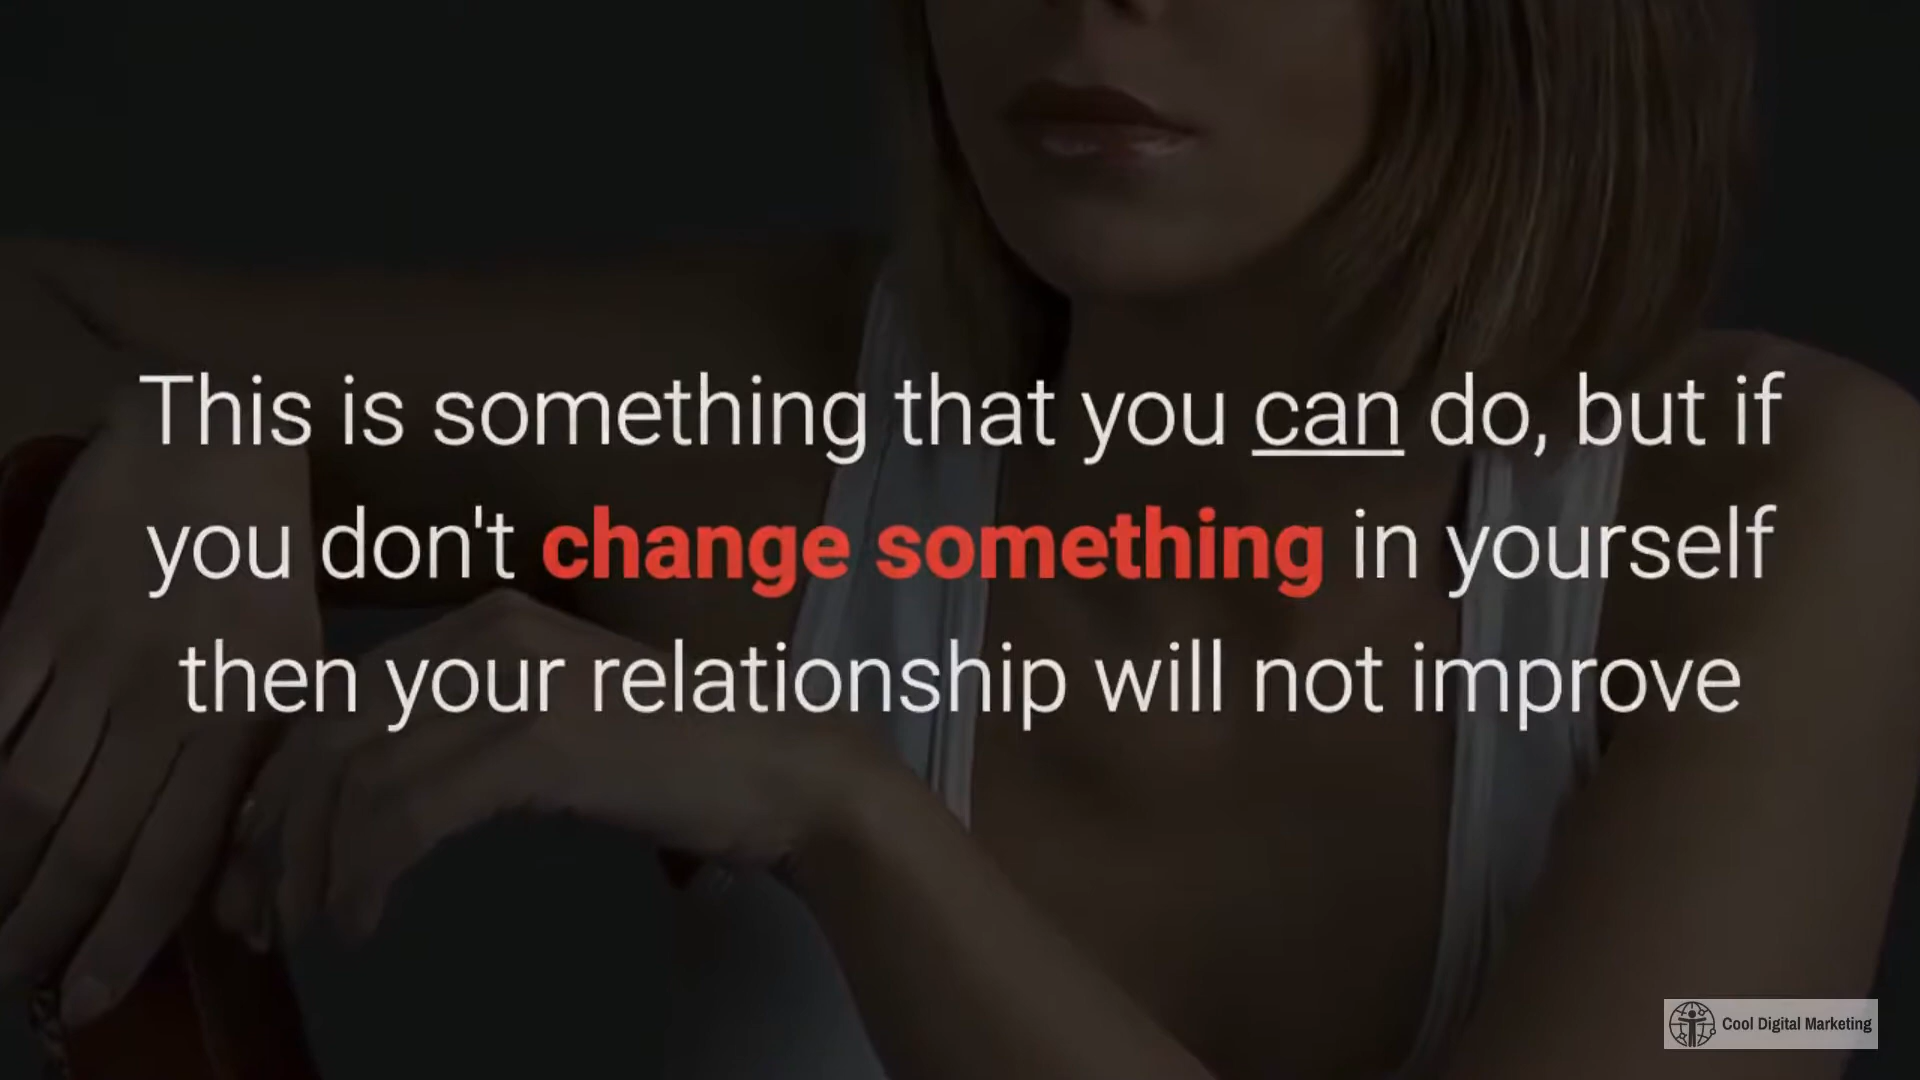 This is something that you can do, but if
you don't change something in yourself
then your relationship will not improve
Cool Digital Marketing